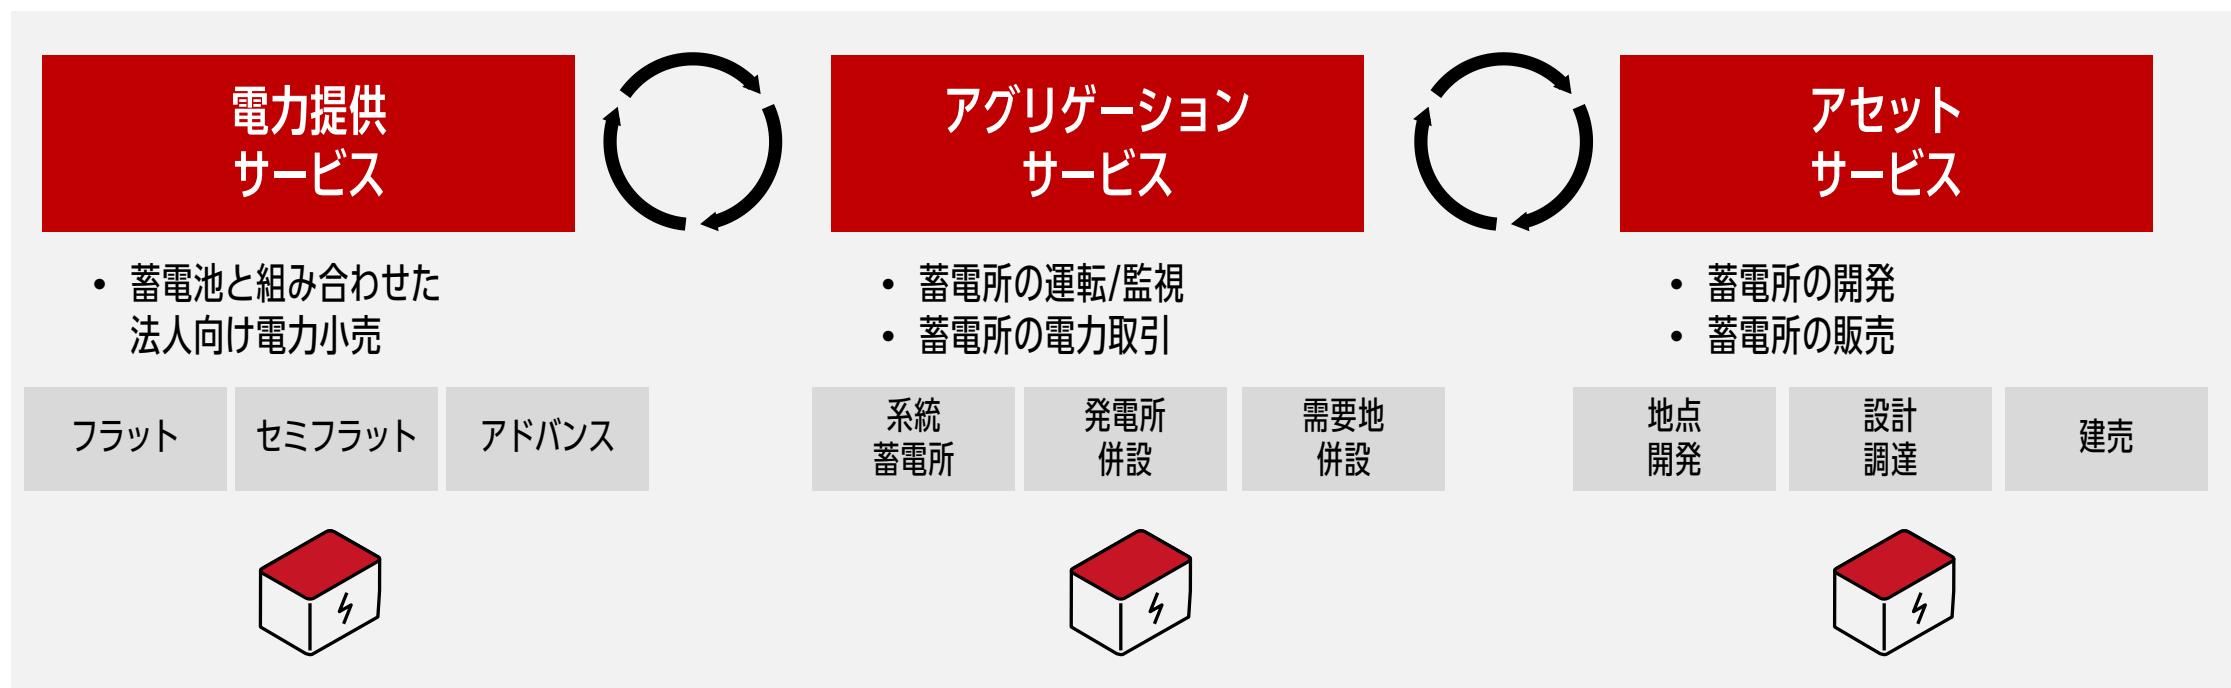 電力提供
サービス
アグリゲーション
サービス
アセット
サービス
• 蓄電池と組み合わせた
法人向け電力小売
• 蓄電所の運転/監視
• 蓄電所の電力取引
• 蓄電所の開発
• 蓄電所の販売
フラット
セミフラット
アドバンス
系統
蓄電所
発電所
併設
需要地
併設
地点
開発
設計
調達
建売